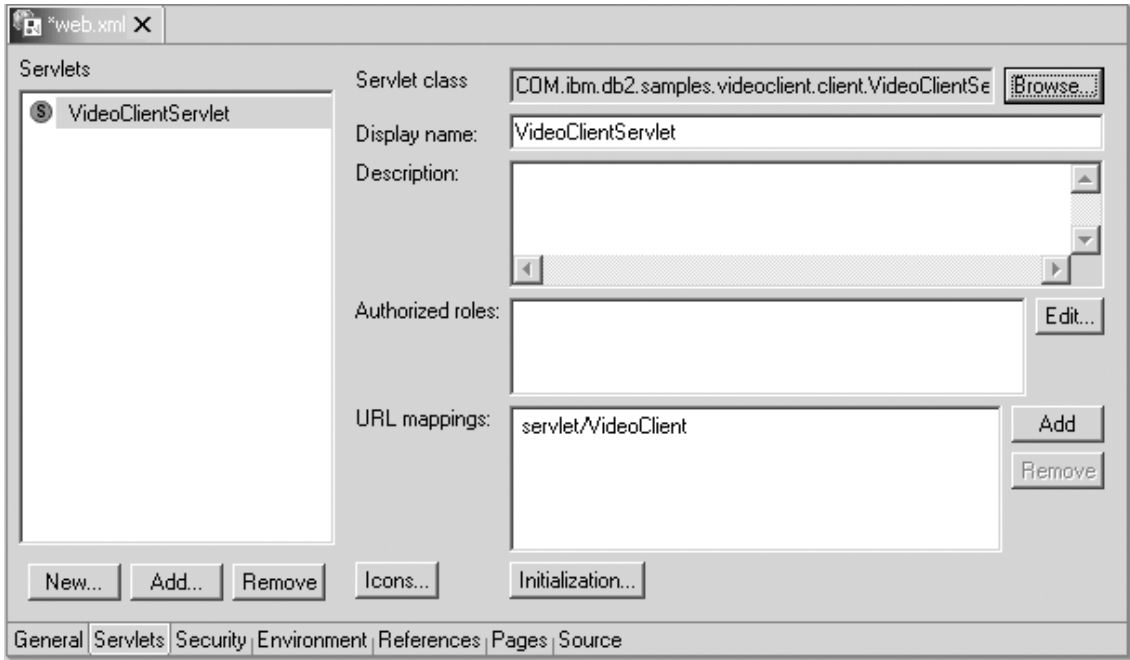 *web.xml X
Servlets
S VideoClientServlet
New... Add... Remove
Servlet class COM.ibm.db2.samples.videoclient.client.VideoClientSe Browse...
Display name: VideoClientServlet
Description:
Authorized roles: Edit...
URL mappings: servlet/VideoClient Add
Remove
Icons... Initialization...
General Servlets Security Environment References Pages Source